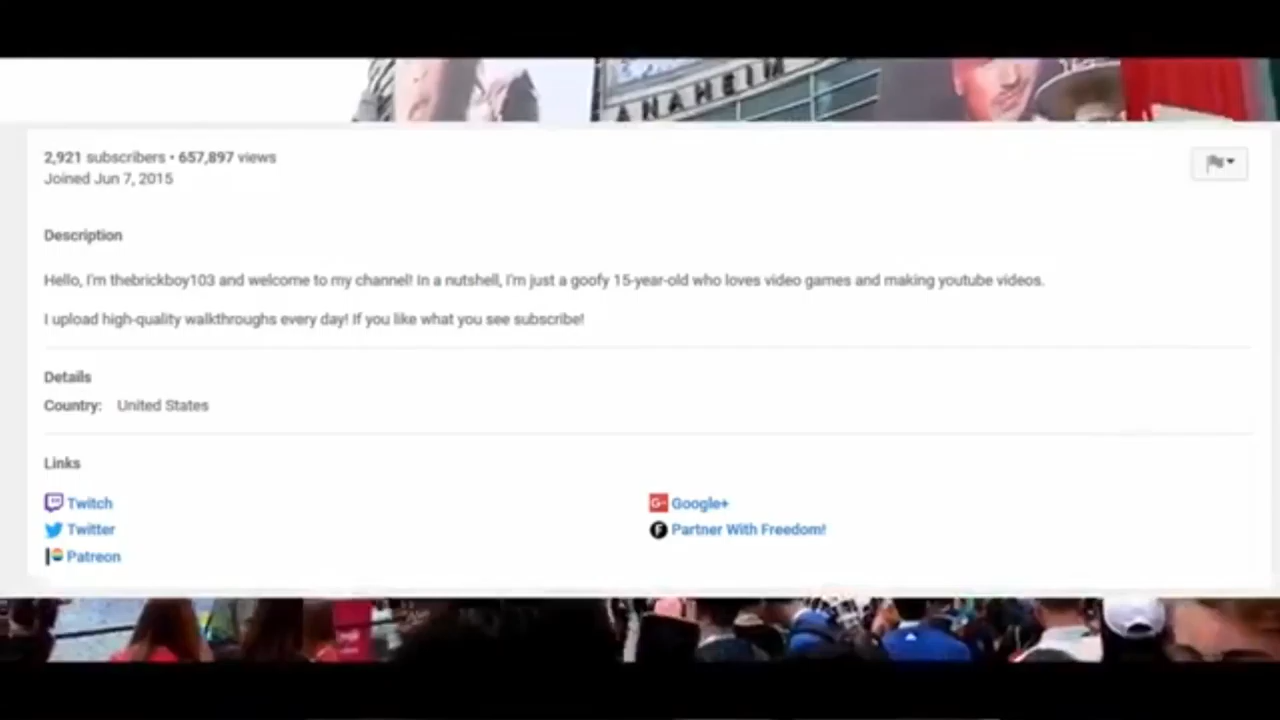 ANAHEIM
2,921 subscribers • 657,897 views
Joined Jun 7, 2015
Description
Hello, I'm thebrickboy103 and welcome to my channel! In a nutshell, I'm just a goofy 15-year-old who loves video games and making youtube videos.
I upload high-quality walkthroughs every day! If you like what you see subscribe!
Details
Country: United States
Links
Twitch
Google+
Twitter
Partner With Freedom!
Patreon